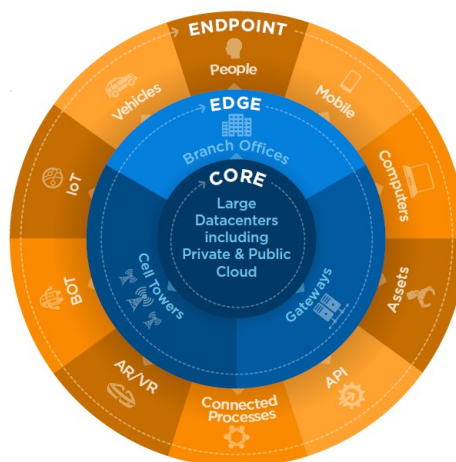 ENDPOINT
People
Mobile
Computers
Assets
API
Connected
Processes
AR/VR
BOT
IoT
Vehicles
EDGE
Branch Offices
Gateways
Cell Towers
CORE
Large
Datacenters
including
Private & Public
Cloud